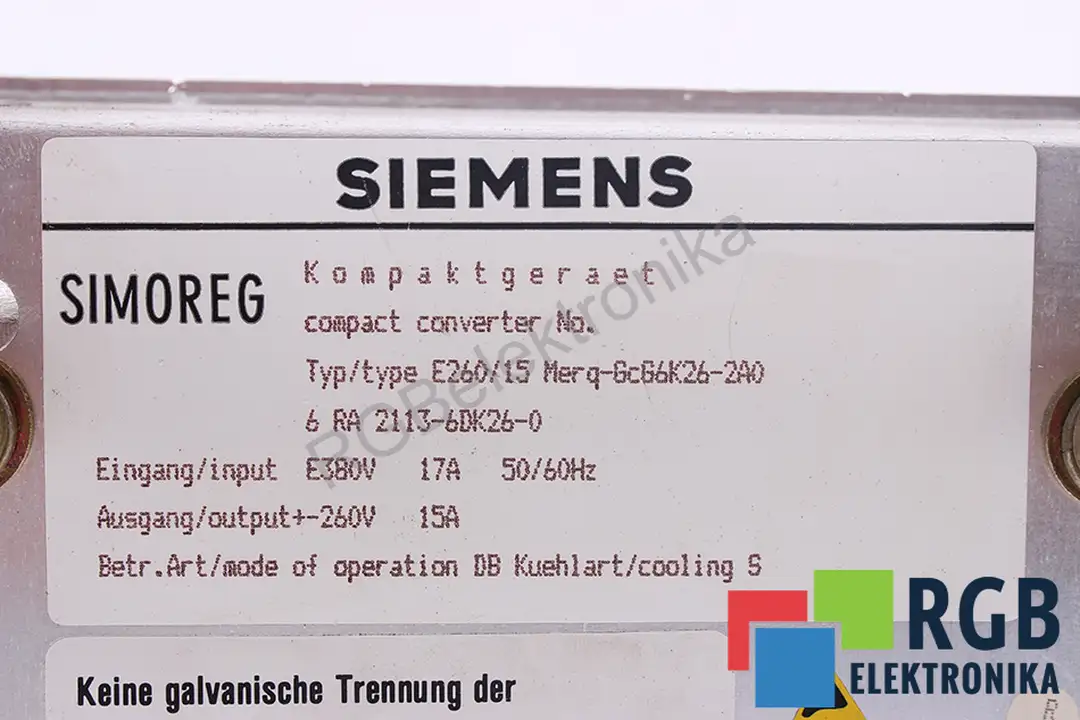 SIEMENS
SIMOREG
Kompaktgeraet
compact converter No.
Typ/type E260/15 Merq-GcG6K26-2A0
6 RA 2113-6DK26-0
Eingang/input E380V 17A 50/60Hz
Ausgang/output+-260V 15A
Betr.Art/mode of operation DB Kuehlart/cooling S
Keine galvanische Trennung der
RGBelektronika
RGB
ELEKTRONIKA
R